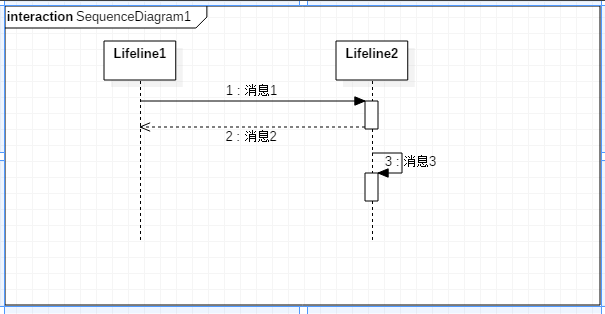 interaction SequenceDiagram1
Lifeline1
Lifeline2
1 : 消息1
2 : 消息2
3 : 消息3